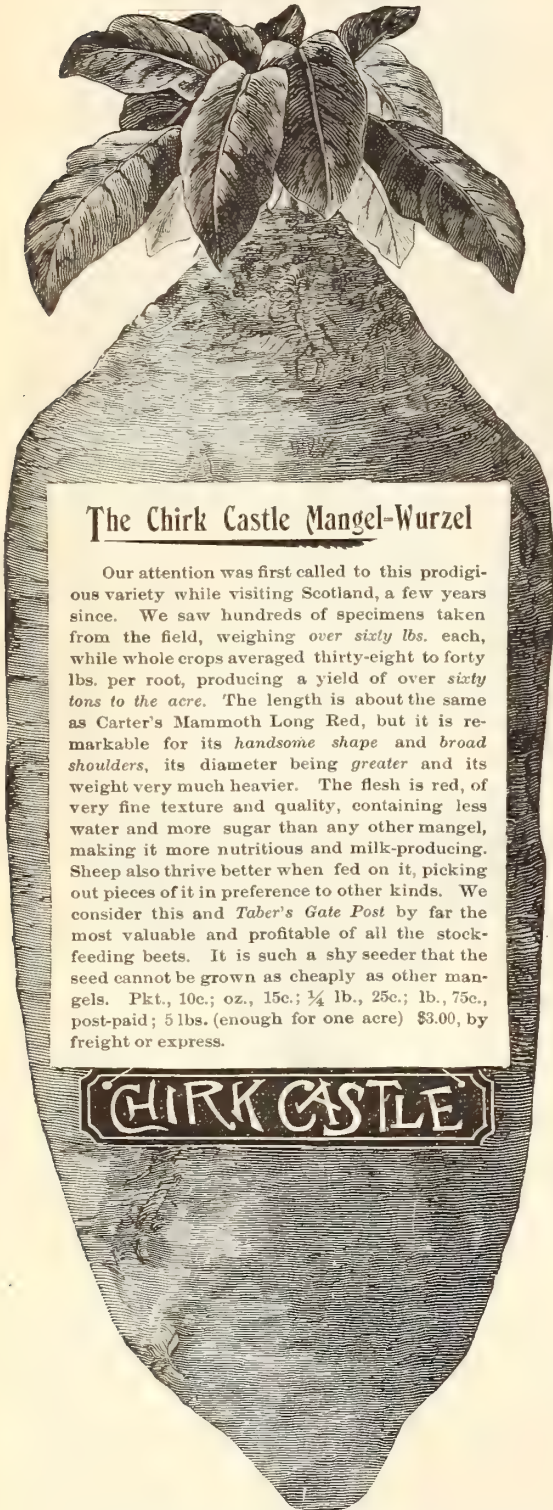 The Chirk Castle Mangel-Wurzel
Our attention was first called to this prodigi-
ous variety while visiting Scotland, a few years
since. We saw hundreds of specimens taken
from the field, weighing over sixty lbs. each,
while whole crops averaged thirty-eight to forty
lbs. per root, producing a yield of over sixty
tons to the acre. The length is about the same
as Carter's Mammoth Long Red, but it is re-
markable for its handsome shape and broad
shoulders, its diameter being greater and its
weight very much heavier. The flesh is red, of
very fine texture and quality, containing less
water and more sugar than any other mangel,
making it more nutritious and milk-producing.
Sheep also thrive better when fed on it, picking
out pieces of it in preference to other kinds. We
consider this and Taber's Gate Post by far the
most valuable and profitable of all the stock-
feeding beets. It is such a shy seeder that the
seed cannot be grown as cheaply as other man-
gels. Pkt., 10c.; oz., 15c.; ¼ lb., 25c.; lb., 75c.,
post-paid; 5 lbs. (enough for one acre) $3.00, by
freight or express.
CHIRK CASTLE